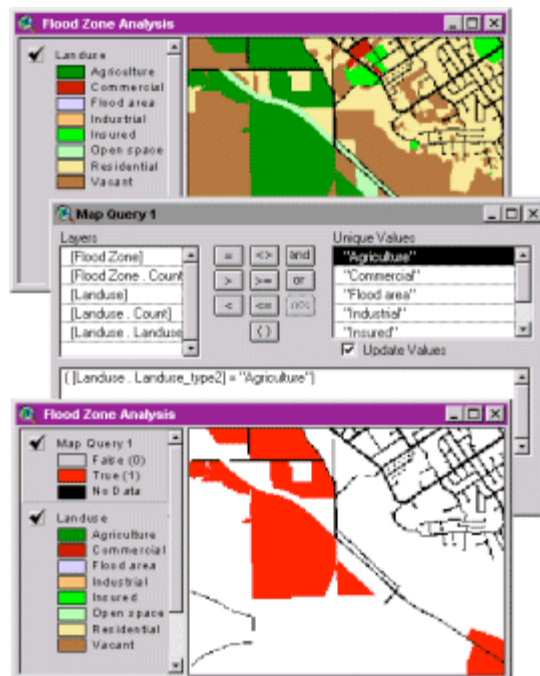 Flood Zone Analysis
Landuse
Agriculture
Commercial
Flood area
Industrial
Insured
Open space
Residential
Vacant
Map Query 1
Layers
[Flood Zone]
[Flood Zone . Count
[Landuse]
[Landuse . Count]
[Landuse . Landuse
= <> and
> >= or
< <= not
( )
Unique Values
"Agriculture"
"Commercial"
"Flood area"
"Industrial"
"Insured"
Update Values
( [Landuse . Landuse_type2] = "Agriculture")
Flood Zone Analysis
Map Query 1
False (0)
True (1)
No Data
Landuse
Agriculture
Commercial
Flood area
Industrial
Insured
Open space
Residential
Vacant